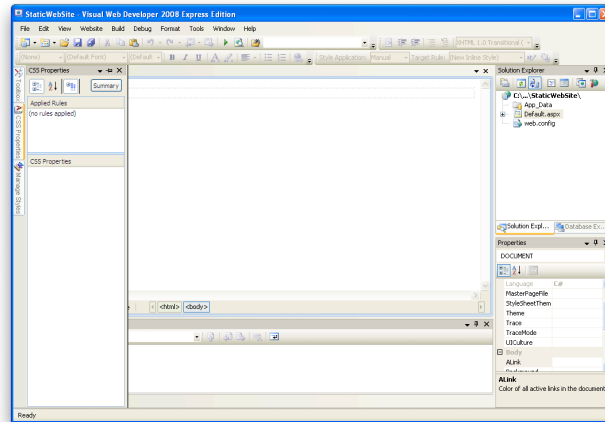 StaticWebSite - Visual Web Developer 2008 Express Edition
File Edit View Website Build Debug Format Tools Window Help
XHTML 1.0 Transitional (
(None) (Default Font) (Default Style Application: Manual Target Rule: (New Inline Style)
CSS Properties
Summary
Applied Rules
(no rules applied)
CSS Properties
Toolbox
CSS Properties
Manage Styles
<html> <body>
Solution Explorer
C:\...\StaticWebSite\
App_Data
Default.aspx
web.config
Solution Expl... Database Ex...
Properties
DOCUMENT
Language C#
MasterPageFile
StyleSheetThem
Theme
Trace
TraceMode
UICulture
Body
ALink
Background
ALink
Color of all active links in the document
Ready